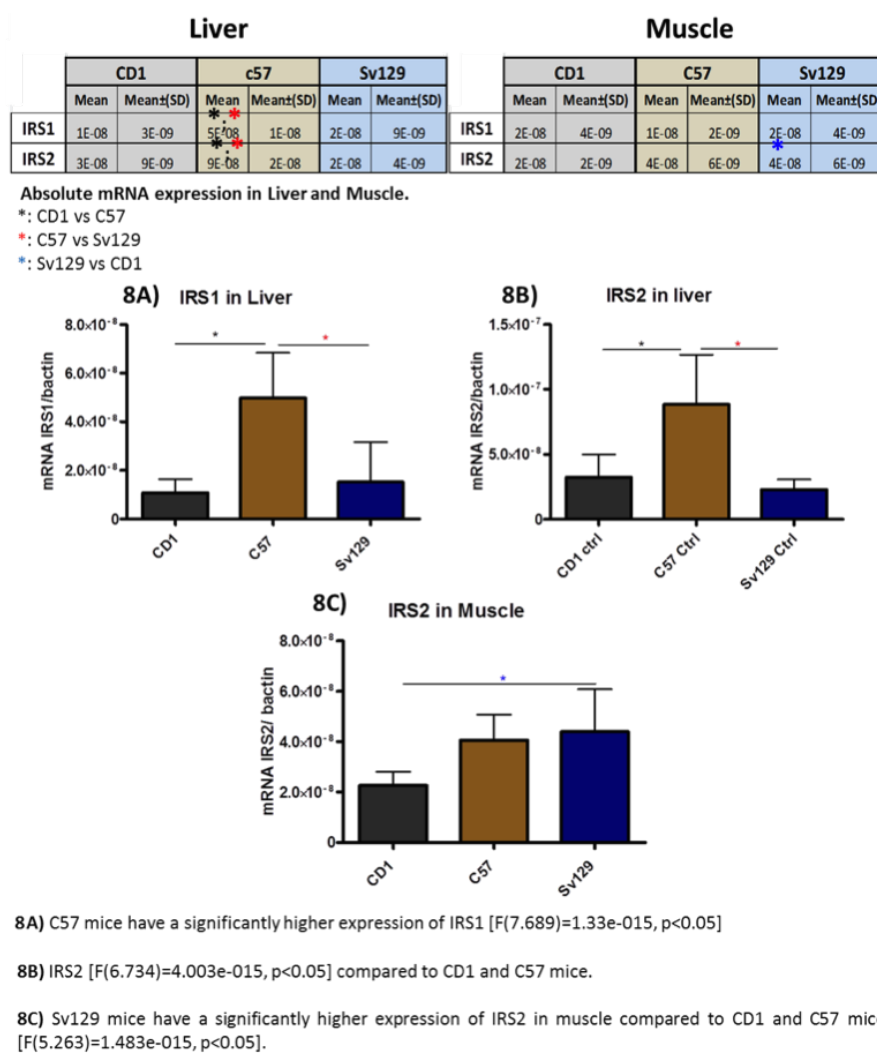 Liver Muscle
CD1 c57 Sv129 CD1 C57 Sv129
Mean Mean±(SD) Mean Mean±(SD) Mean Mean±(SD) Mean Mean±(SD) Mean Mean±(SD) Mean Mean±(SD)
* * 
IRS1 1E-08 3E-09 5E-08 1E-08 2E-08 9E-09 IRS1 2E-08 4E-09 1E-08 2E-09 2E-08 4E-09
* * *
IRS2 3E-08 9E-09 9E-08 2E-08 2E-08 4E-09 IRS2 2E-08 2E-09 4E-08 6E-09 4E-08 6E-09
Absolute mRNA expression in Liver and Muscle.
*: CD1 vs C57
*: C57 vs Sv129
*: Sv129 vs CD1
8A) IRS1 in Liver
mRNA IRS1/bactin
8.0×10⁻⁸
6.0×10⁻⁸
4.0×10⁻⁸
2.0×10⁻⁸
0
* *
CD1 C57 Sv129
8B) IRS2 in liver
mRNA IRS2/bactin
1.5×10⁻⁷
1.0×10⁻⁷
5.0×10⁻⁸
0
* *
CD1 ctrl C57 Ctrl Sv129 Ctrl
8C) IRS2 in Muscle
mRNA IRS2/ bactin
8.0×10⁻⁸
6.0×10⁻⁸
4.0×10⁻⁸
2.0×10⁻⁸
0
*
CD1 C57 Sv129
8A) C57 mice have a significantly higher expression of IRS1 [F(7.689)=1.33e-015, p<0.05]
8B) IRS2 [F(6.734)=4.003e-015, p<0.05] compared to CD1 and C57 mice.
8C) Sv129 mice have a significantly higher expression of IRS2 in muscle compared to CD1 and C57 mic
[F(5.263)=1.483e-015, p<0.05].